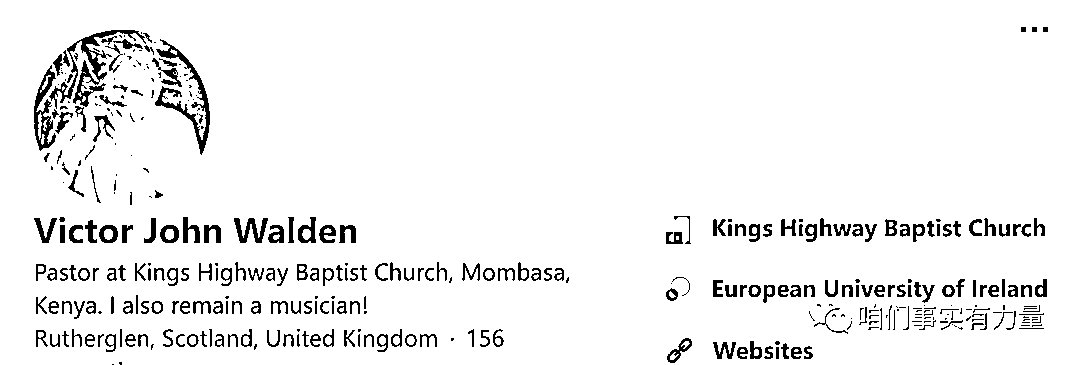 Victor John Walden
Pastor at Kings Highway Baptist Church, Mombasa,
Kenya. I also remain a musician!
Rutherglen, Scotland, United Kingdom · 156
Kings Highway Baptist Church
European University of Ireland
咱们事实有力量
Websites